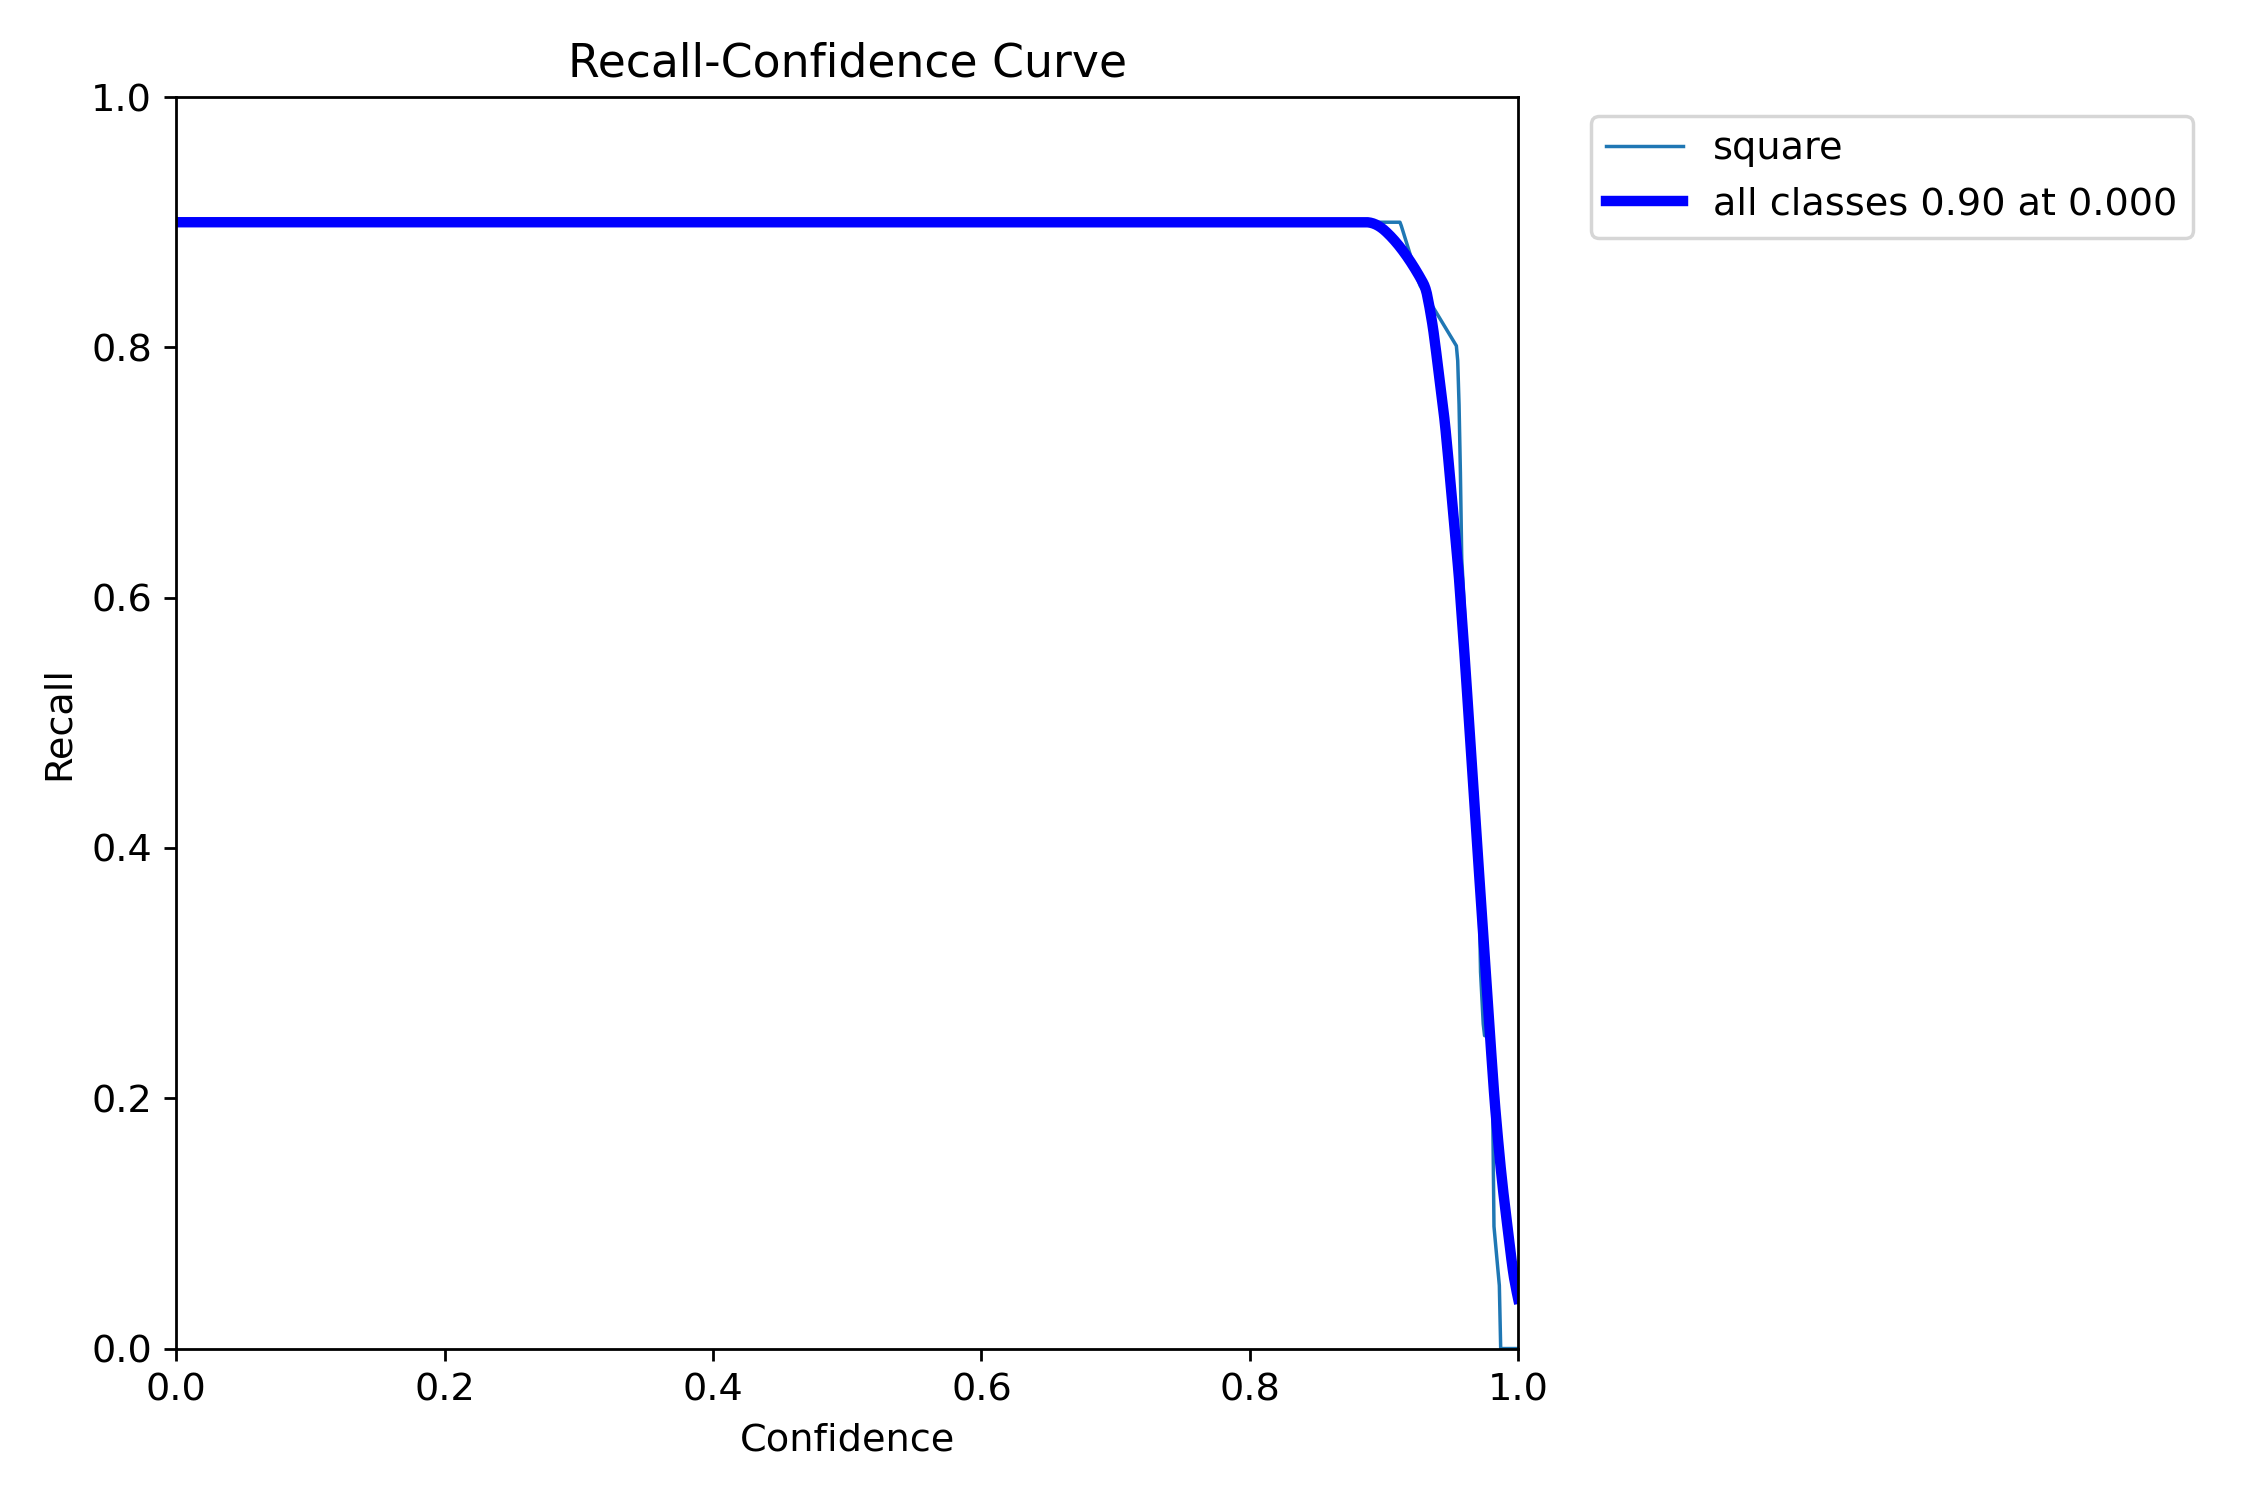 Recall-Confidence Curve
1.0
0.8
0.6
0.4
0.2
0.0
Recall
0.0 0.2 0.4 0.6 0.8 1.0
Confidence
square
all classes 0.90 at 0.000